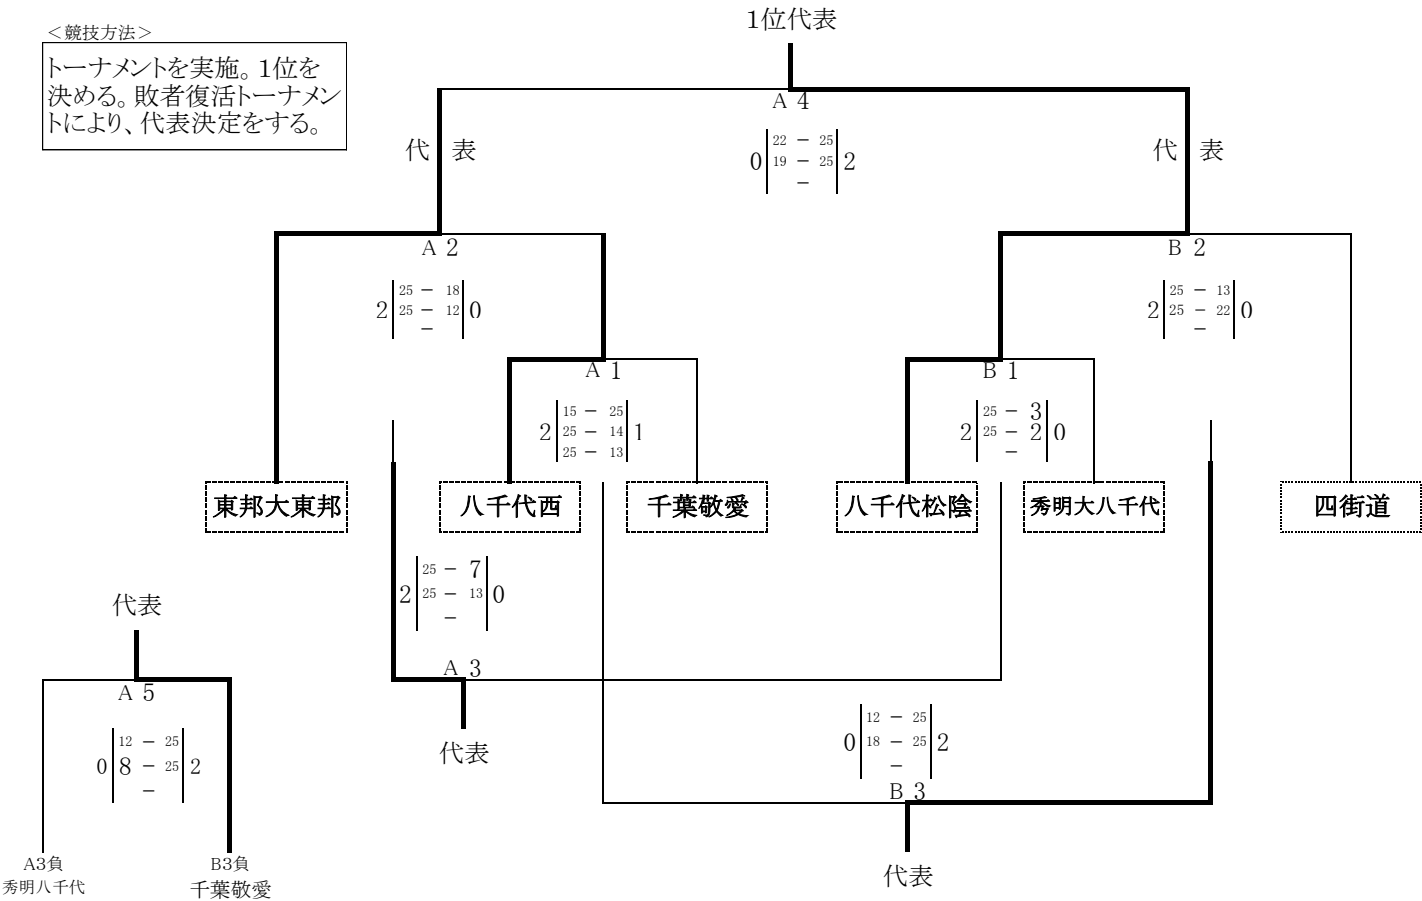 1位代表
＜競技方法＞
トーナメントを実施。1位を
決める。敗者復活トーナメン
トにより、代表決定をする。
A 4
代 表
代 表
0 22 － 25 2
19 － 25
－
A 2
B 2
2 25 － 18 0
25 － 12
－
2 25 － 13 0
25 － 22
－
A 1
B 1
2 15 － 25 1
25 － 14
25 － 13
2 25 － 3 0
25 － 2
－
東邦大東邦
八千代西
千葉敬愛
八千代松陰
秀明大八千代
四街道
2 25 － 7 0
25 － 13
－
代表
A 3
A 5
代表
0 12 － 25 2
8 － 25
－
0 12 － 25 2
18 － 25
－
B 3
代表
A3負
秀明八千代
B3負
千葉敬愛